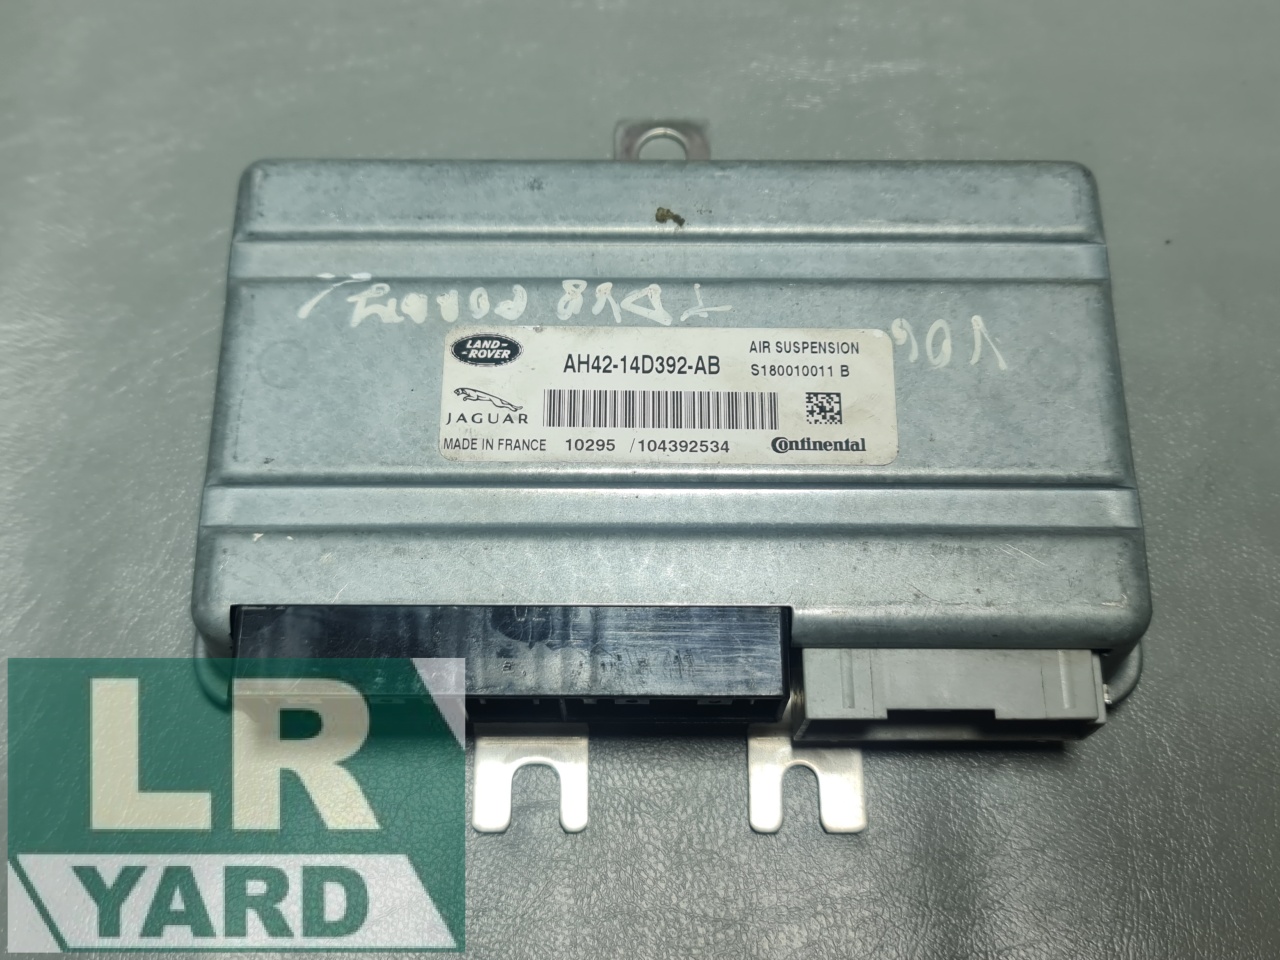 LAND-
-ROVER
AH42-14D392-AB
AIR SUSPENSION
S180010011 B
JAGUAR
MADE IN FRANCE
10295 /104392534
Continental
LR
YARD